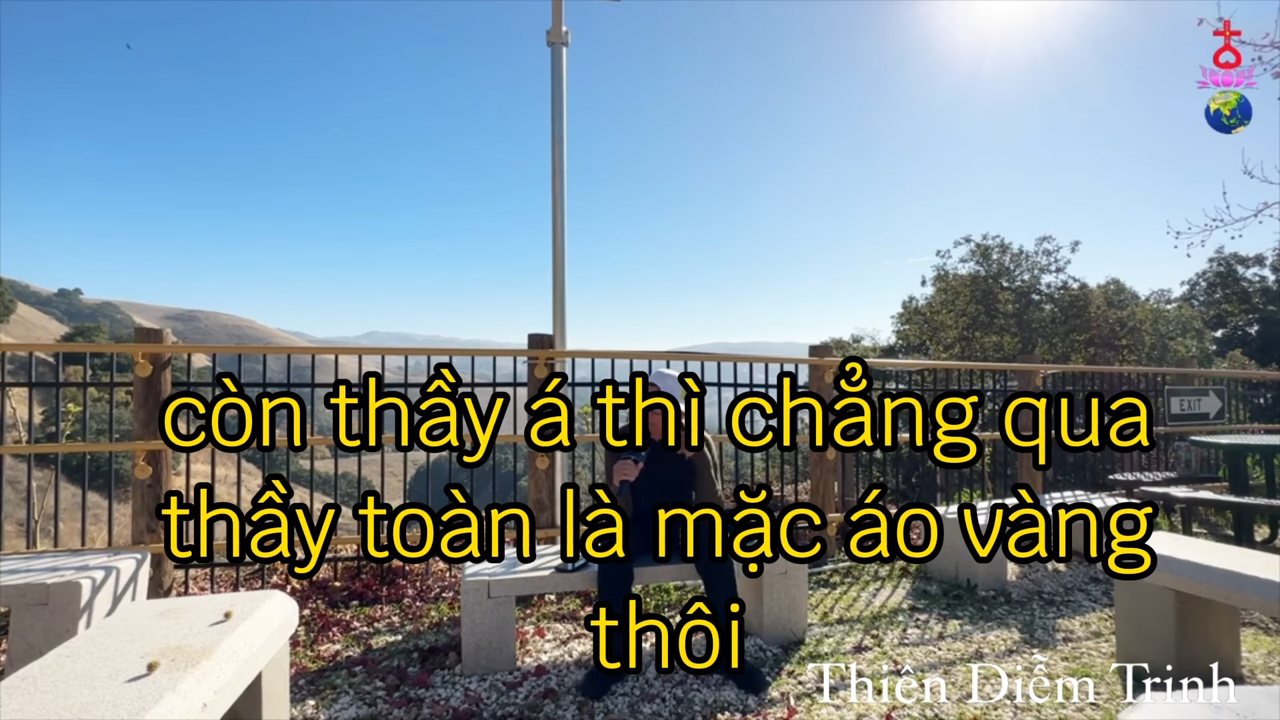 EXIT
còn thầy á thì chẳng qua
thầy toàn là mặc áo vàng
thôi
Thiên Diễm Trinh